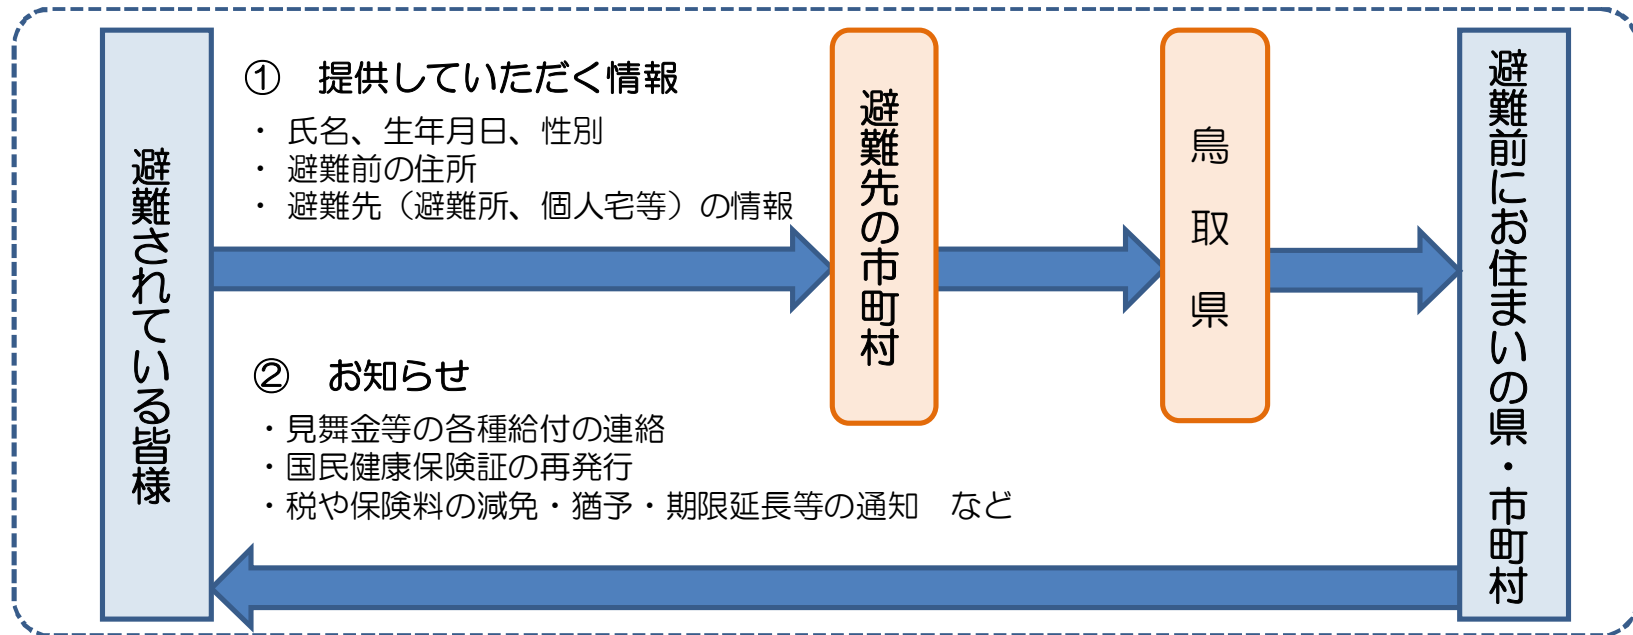 避難されている皆様
①　提供していただく情報
・ 氏名、生年月日、性別
・ 避難前の住所
・ 避難先（避難所、個人宅等）の情報
避難先の市町村
鳥取県
避難前にお住まいの県・市町村
②　お知らせ
・見舞金等の各種給付の連絡
・国民健康保険証の再発行
・税や保険料の減免・猶予・期限延長等の通知　など